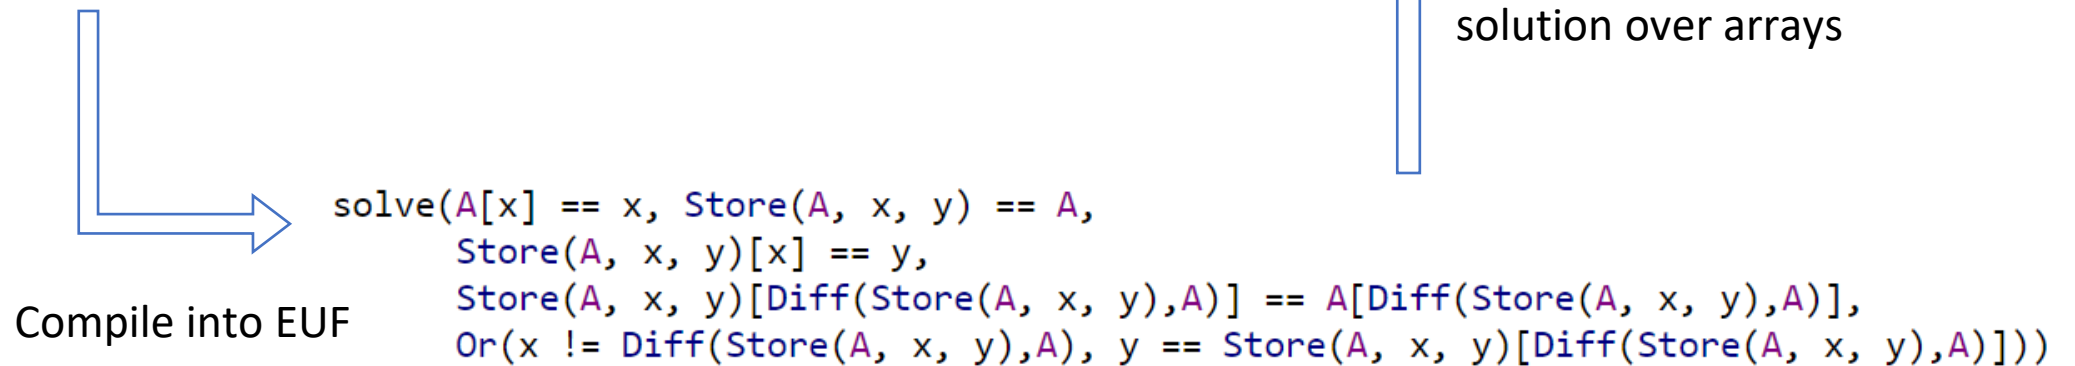 solution over arrays
solve(A[x] == x, Store(A, x, y) == A,
Store(A, x, y)[x] == y,
Store(A, x, y)[Diff(Store(A, x, y),A)] == A[Diff(Store(A, x, y),A)],
Or(x != Diff(Store(A, x, y),A), y == Store(A, x, y)[Diff(Store(A, x, y),A)]))
Compile into EUF